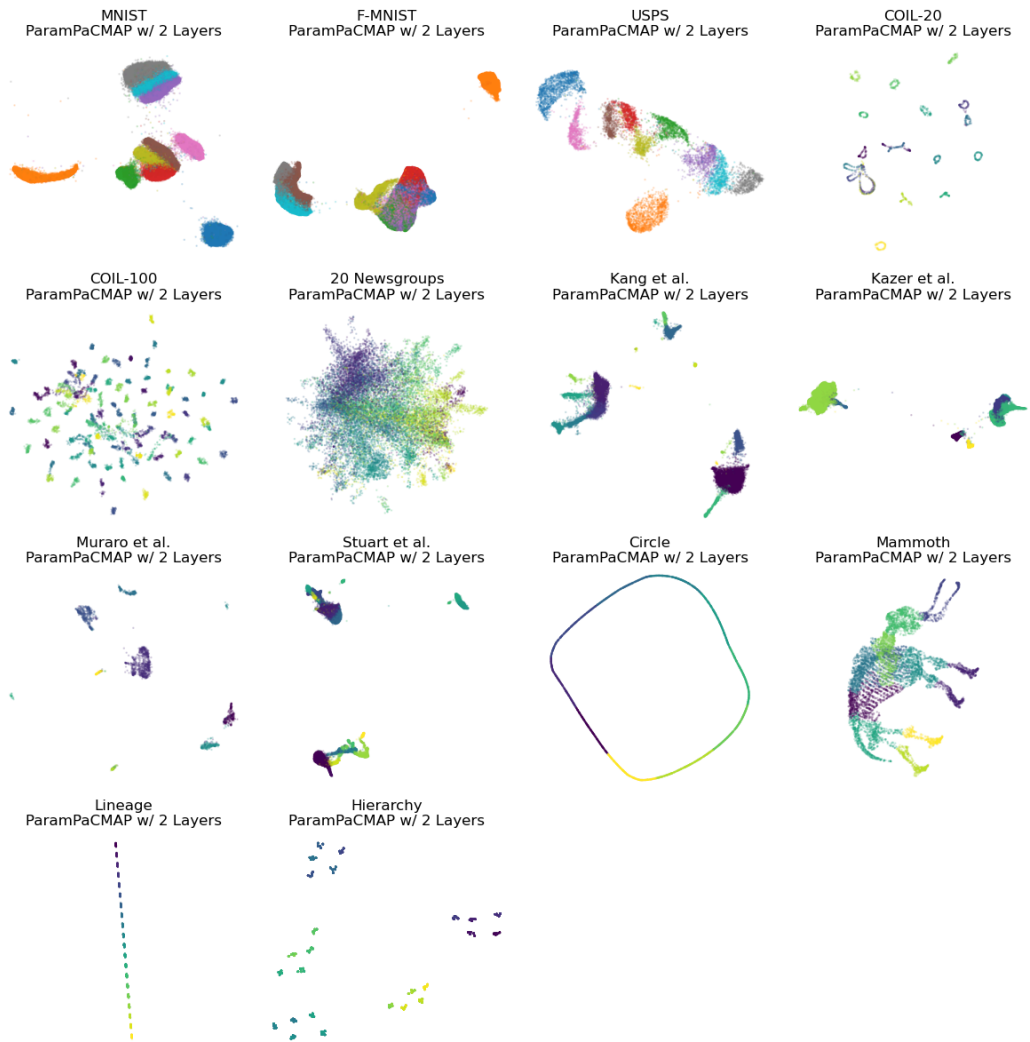 MNIST
ParamPaCMAP w/ 2 Layers
F-MNIST
ParamPaCMAP w/ 2 Layers
USPS
ParamPaCMAP w/ 2 Layers
COIL-20
ParamPaCMAP w/ 2 Layers
COIL-100
ParamPaCMAP w/ 2 Layers
20 Newsgroups
ParamPaCMAP w/ 2 Layers
Kang et al.
ParamPaCMAP w/ 2 Layers
Kazer et al.
ParamPaCMAP w/ 2 Layers
Muraro et al.
ParamPaCMAP w/ 2 Layers
Stuart et al.
ParamPaCMAP w/ 2 Layers
Circle
ParamPaCMAP w/ 2 Layers
Mammoth
ParamPaCMAP w/ 2 Layers
Lineage
ParamPaCMAP w/ 2 Layers
Hierarchy
ParamPaCMAP w/ 2 Layers